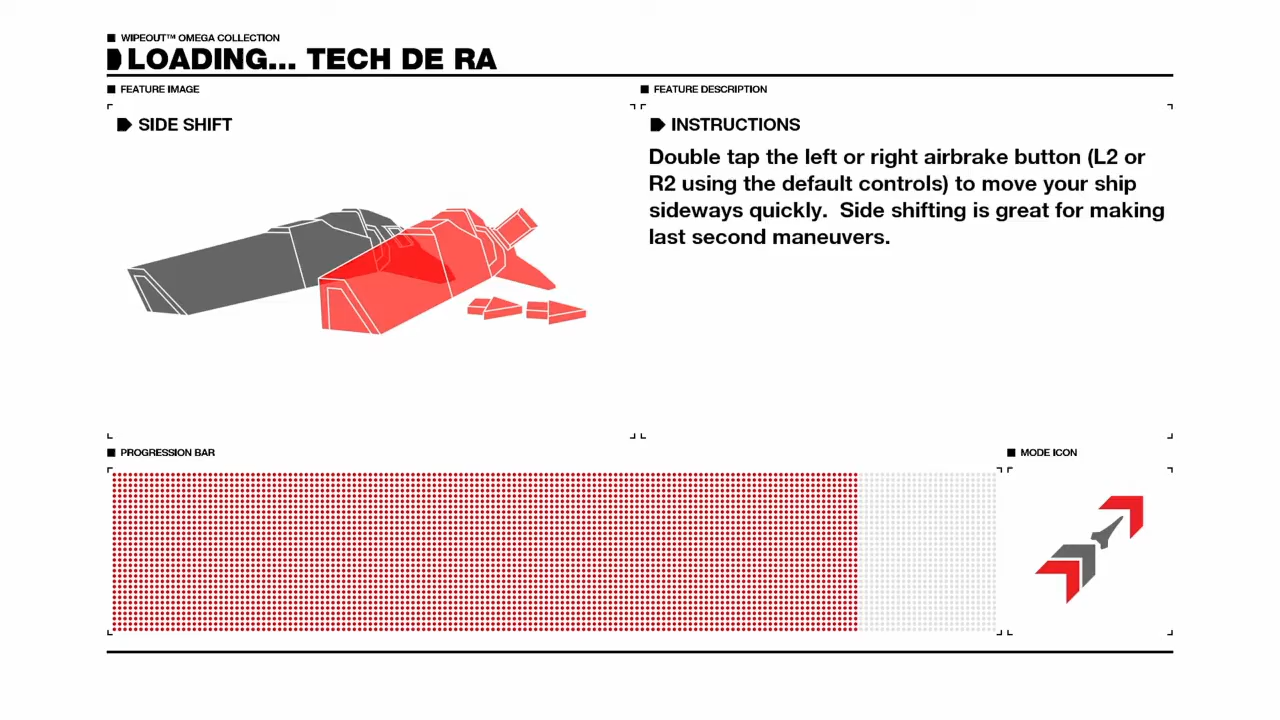 WIPEOUT™ OMEGA COLLECTION
LOADING... TECH DE RA
FEATURE IMAGE
SIDE SHIFT
FEATURE DESCRIPTION
INSTRUCTIONS
Double tap the left or right airbrake button (L2 or
R2 using the default controls) to move your ship
sideways quickly.  Side shifting is great for making
last second maneuvers.
PROGRESSION BAR
MODE ICON